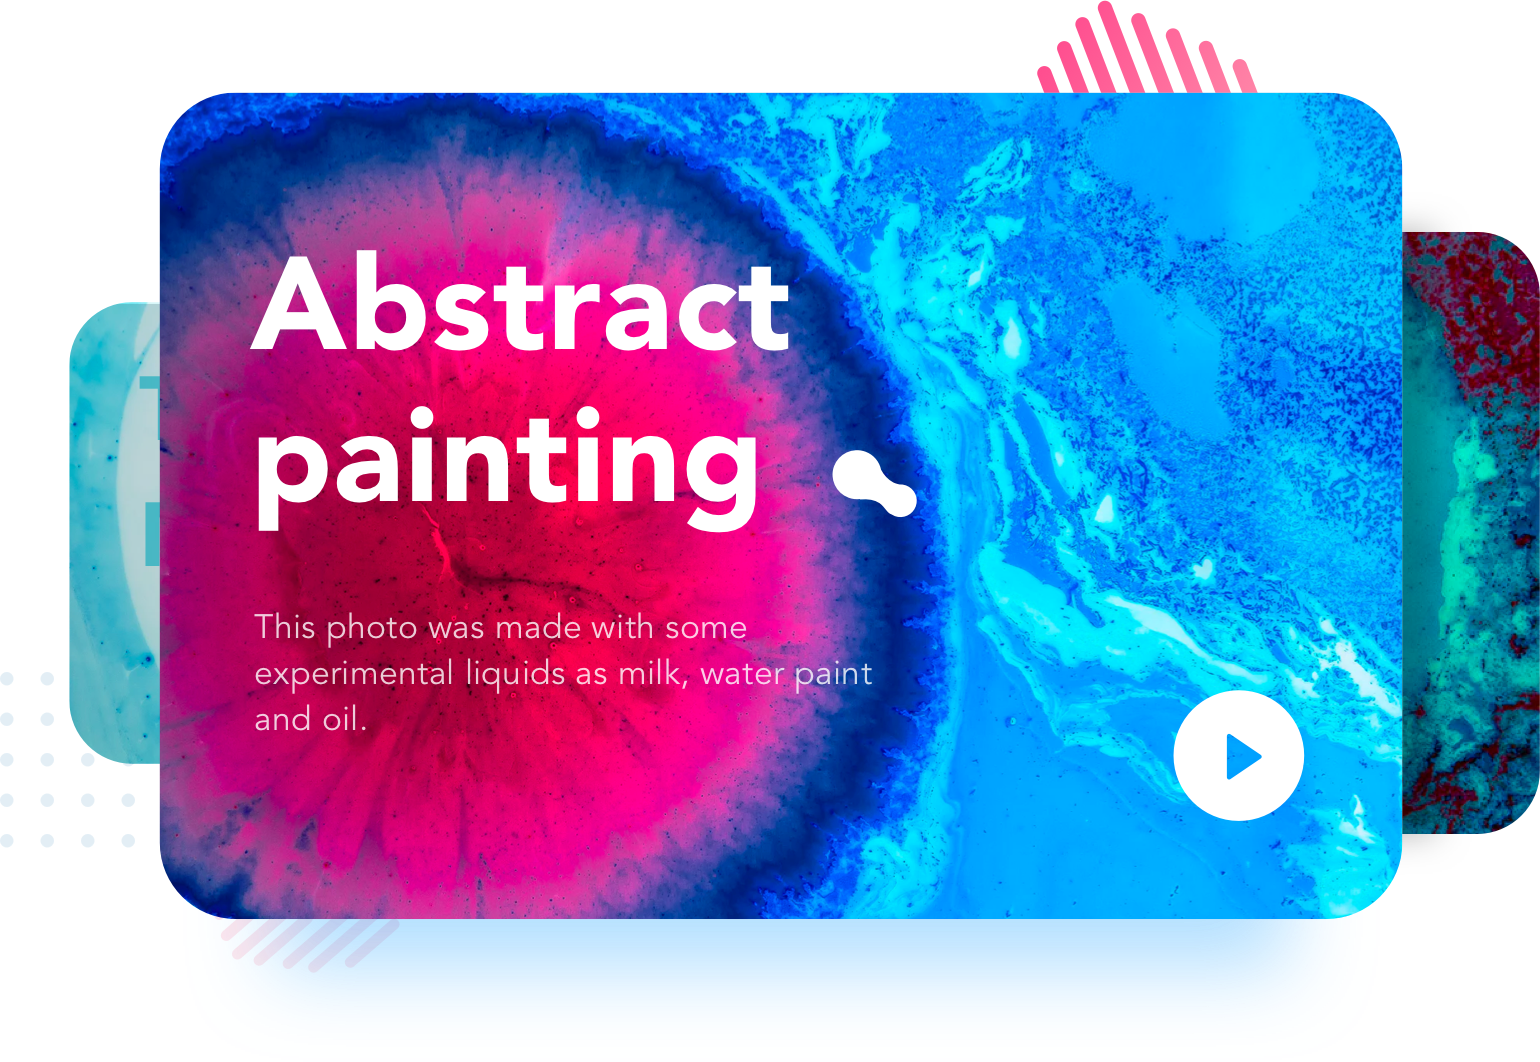 Abstract
painting
This photo was made with some
experimental liquids as milk, water paint
and oil.